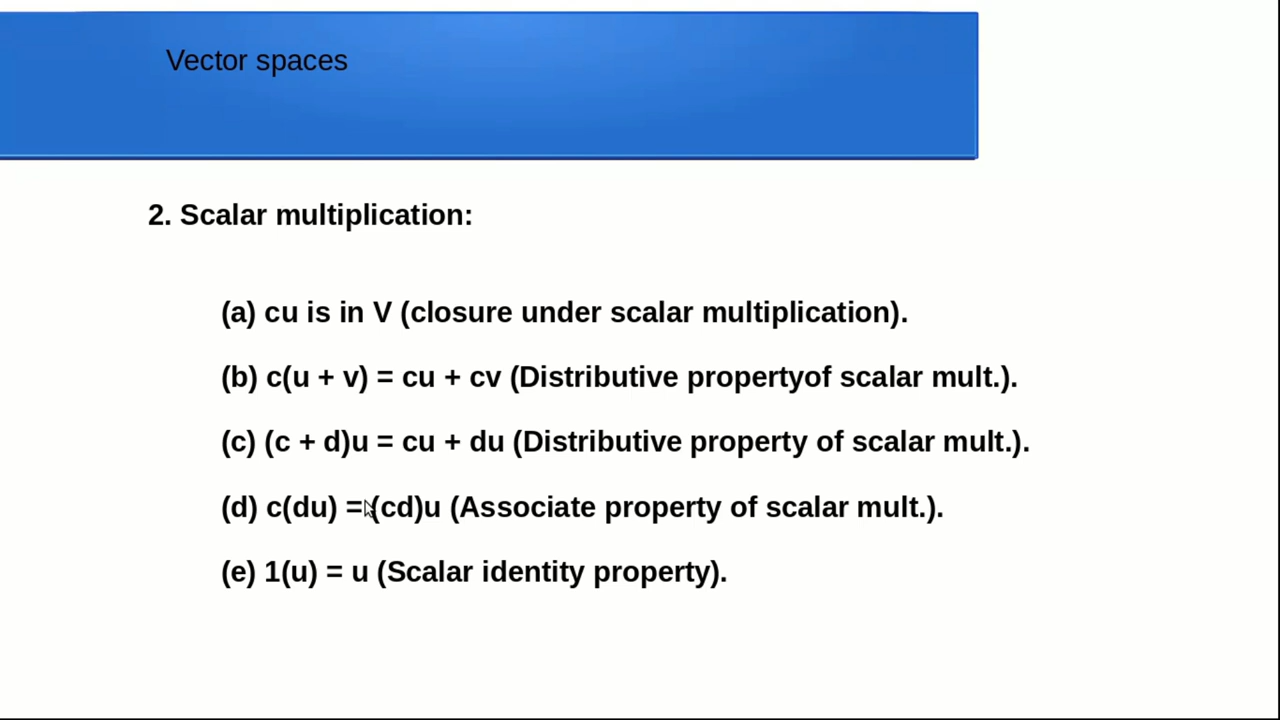 Vector spaces
2. Scalar multiplication:
(a) cu is in V (closure under scalar multiplication).
(b) c(u + v) = cu + cv (Distributive propertyof scalar mult.).
(c) (c + d)u = cu + du (Distributive property of scalar mult.).
(d) c(du) = (cd)u (Associate property of scalar mult.).
(e) 1(u) = u (Scalar identity property).